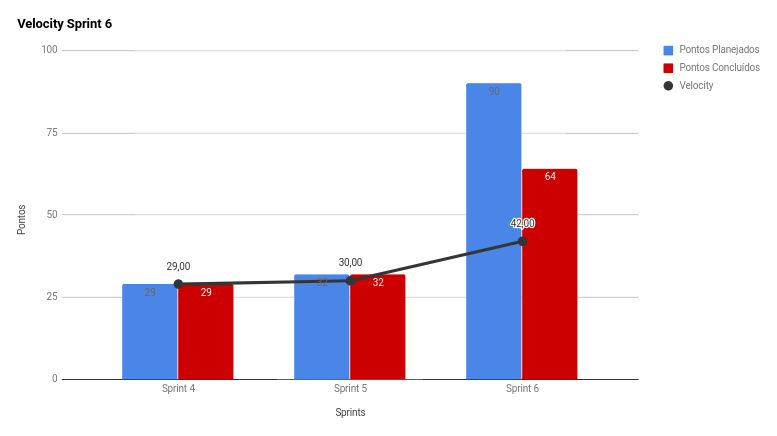 Velocity Sprint 6
Pontos Planejados
Pontos Concluídos
Velocity
100
75
50
25
0
Pontos
29
29
29,00
32
32
30,00
90
64
42,00
Sprint 4
Sprint 5
Sprint 6
Sprints